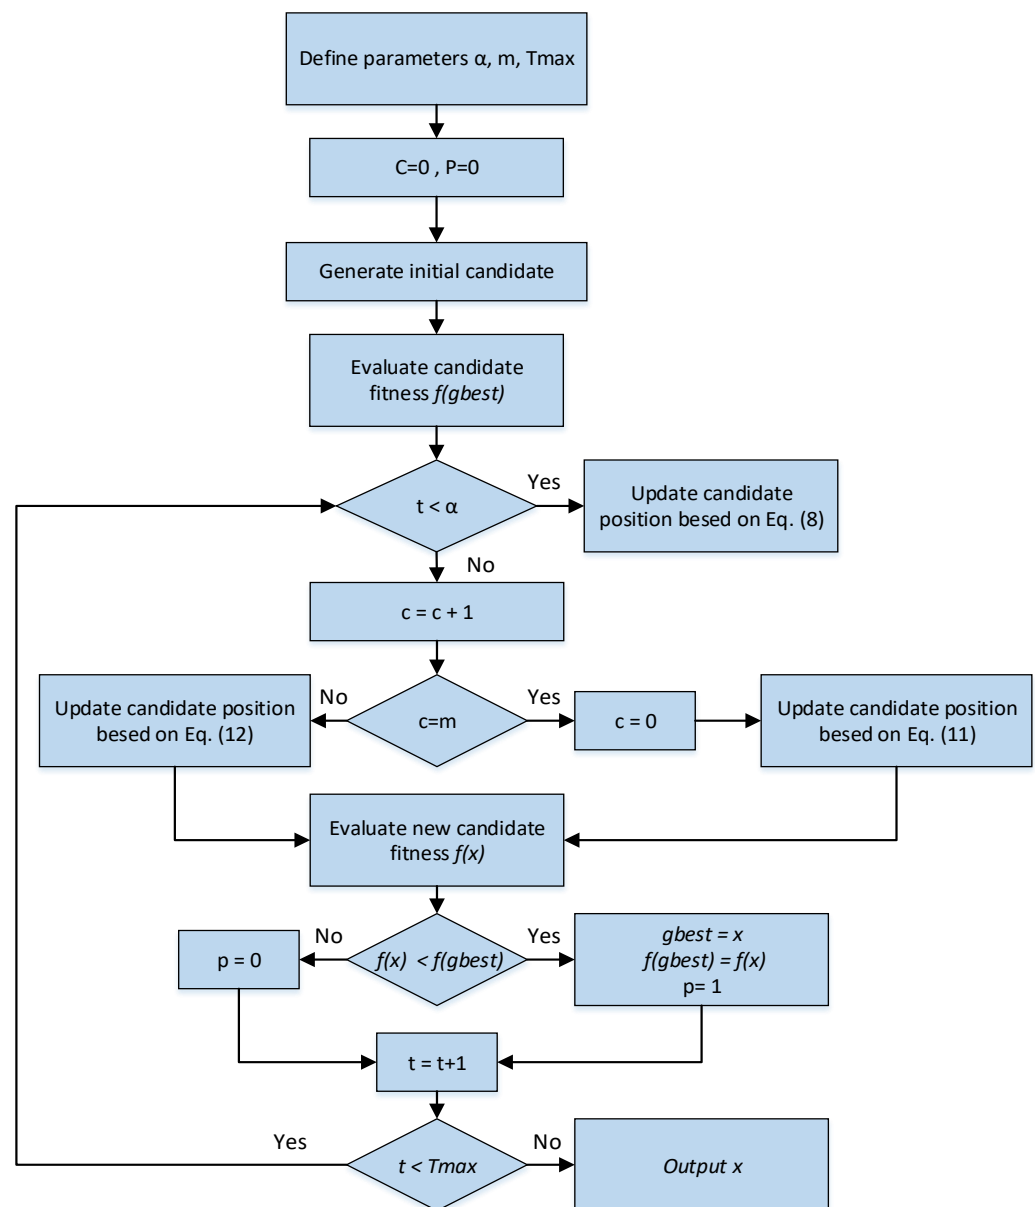 Define parameters α, m, Tmax
C=0 , P=0
Generate initial candidate
Evaluate candidate
fitness f(gbest)
t < α
Yes
Update candidate
position besed on Eq. (8)
No
c = c + 1
Update candidate position
besed on Eq. (12)
No
c=m
Yes
c = 0
Update candidate position
besed on Eq. (11)
Evaluate new candidate
fitness f(x)
p = 0
No
f(x) < f(gbest)
Yes
gbest = x
f(gbest) = f(x)
p= 1
t = t+1
Yes
t < Tmax
No
Output x